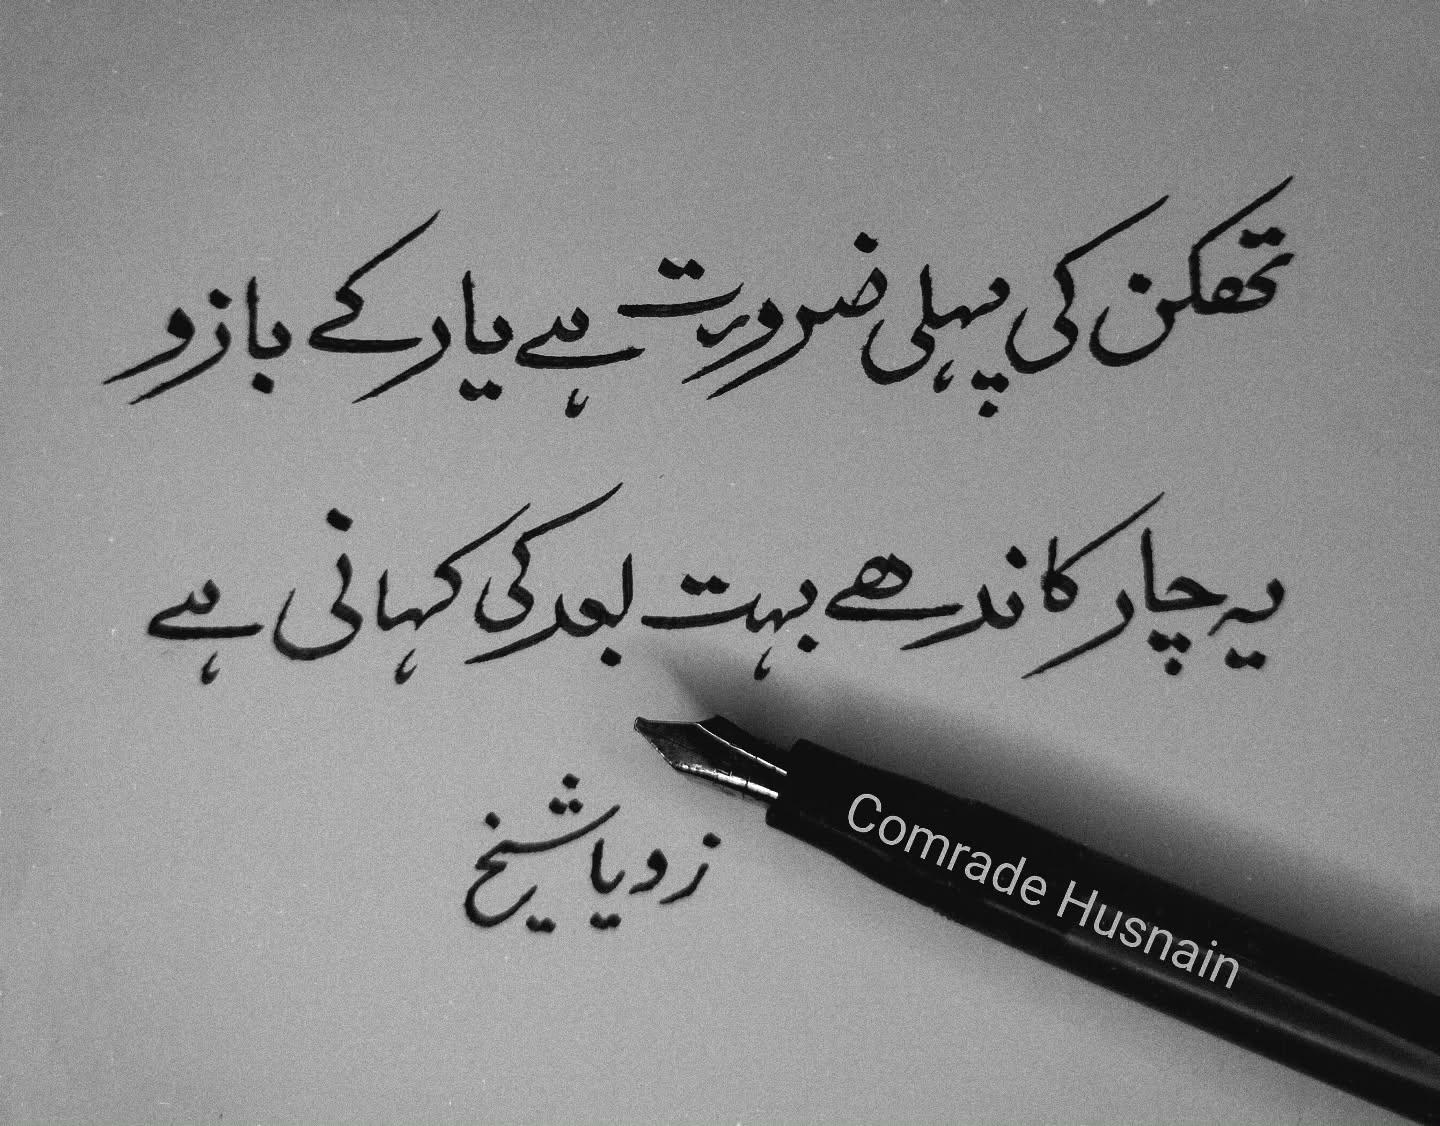 تھکن کی پہلی ضرورت ہے یار کے بازو
یہ چار کاندھے بہت بعد کی کہانی ہے
زویا شیخ
Comrade Husnain